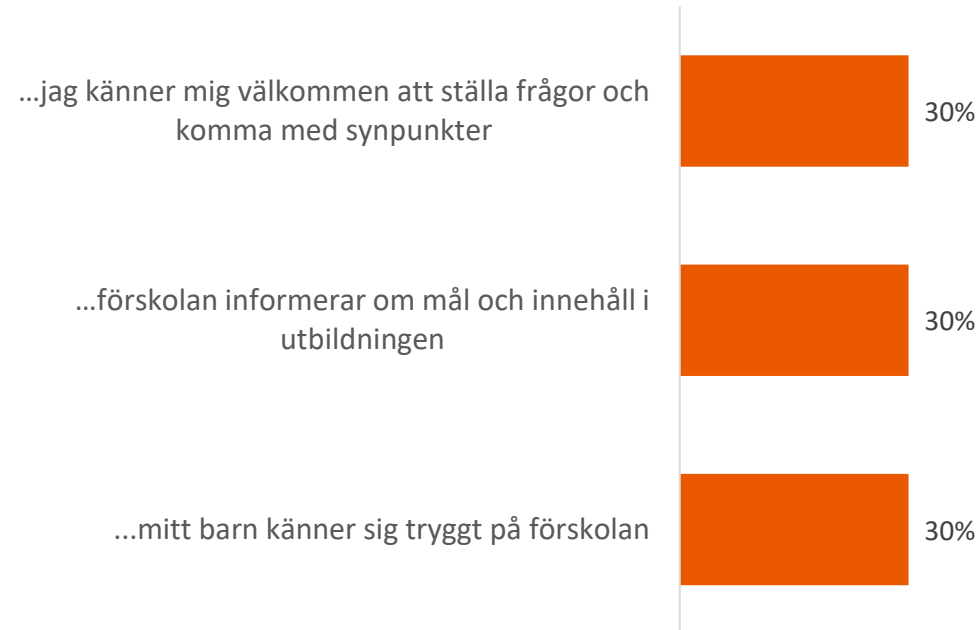 …jag känner mig välkommen att ställa frågor och
komma med synpunkter
30%
…förskolan informerar om mål och innehåll i
utbildningen
30%
...mitt barn känner sig tryggt på förskolan
30%